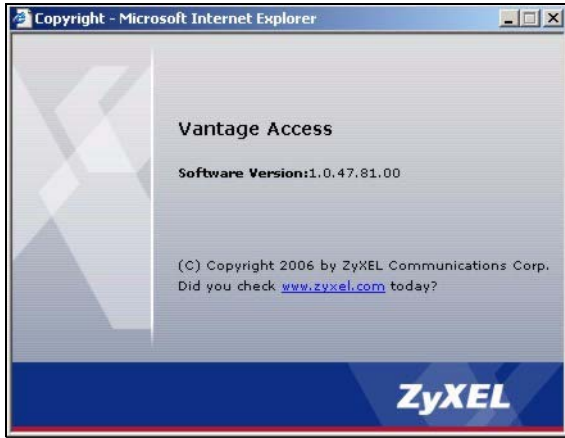 Copyright - Microsoft Internet Explorer
Vantage Access
Software Version:1.0.47.81.00
(C) Copyright 2006 by ZyXEL Communications Corp.
Did you check www.zyxel.com today?
ZyXEL